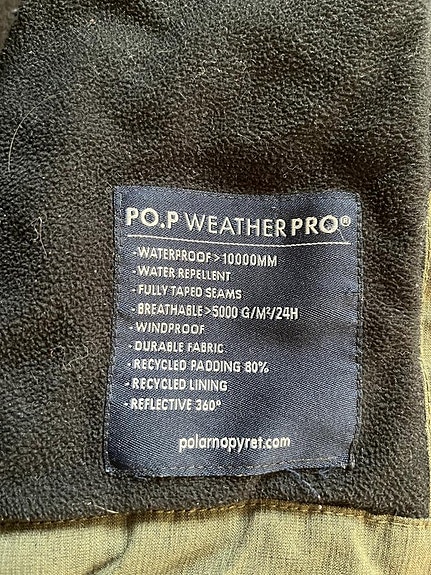 PO.P WEATHER PRO®
-WATERPROOF >10000MM
-WATER REPELLENT
-FULLY TAPED SEAMS
-BREATHABLE >5000 G/M²/24H
-WINDPROOF
-DURABLE FABRIC
-RECYCLED PADDING 80%
-RECYCLED LINING
-REFLECTIVE 360°
polarnopyret.com